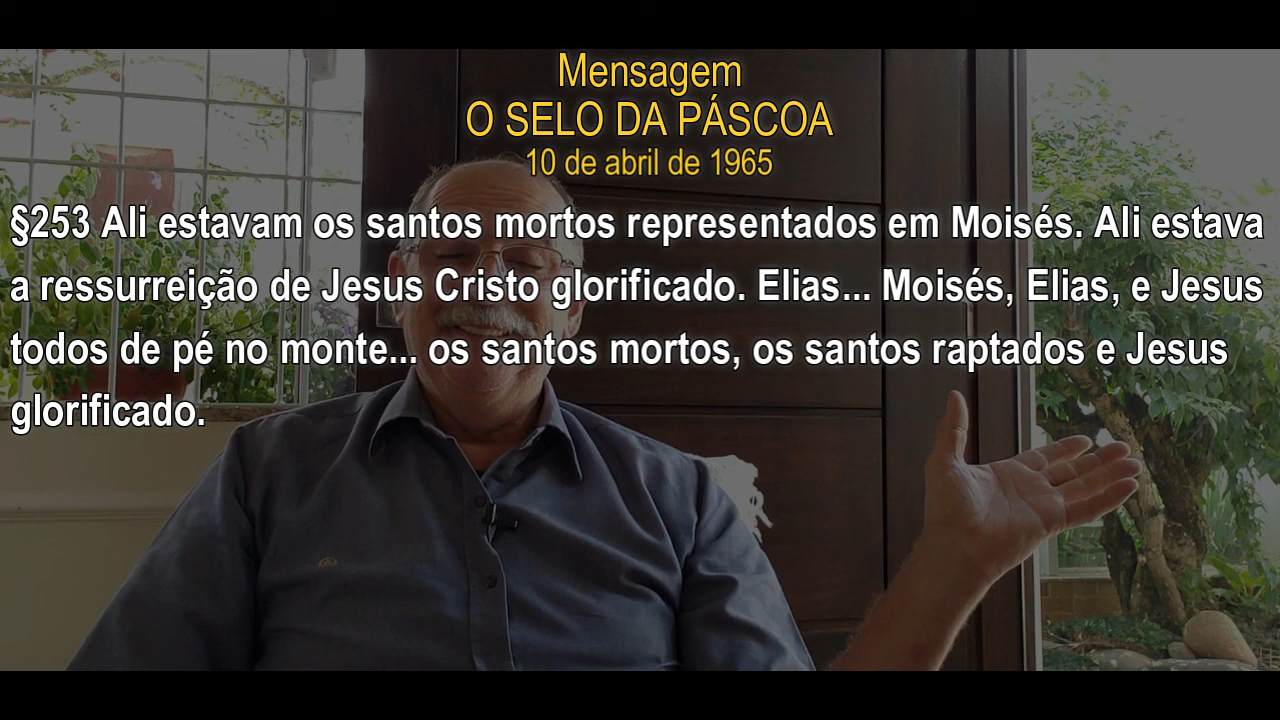 Mensagem
O SELO DA PÁSCOA
10 de abril de 1965
§253 Ali estavam os santos mortos representados em Moisés. Ali estava
a ressurreição de Jesus Cristo glorificado. Elias... Moisés, Elias, e Jesus
todos de pé no monte... os santos mortos, os santos raptados e Jesus
glorificado.